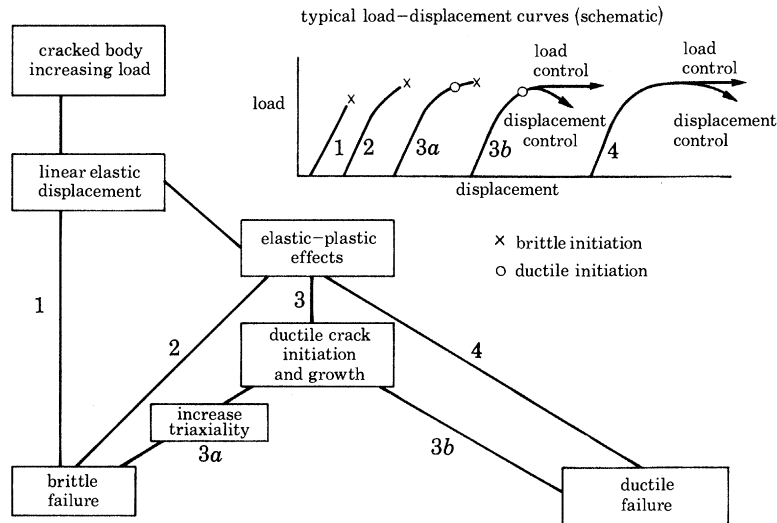 typical load–displacement curves (schematic)
cracked body
increasing load
load
control
load
control
load
displacement
control
displacement
control
1
2
3a
3b
4
displacement
linear elastic
displacement
elastic–plastic
effects
× brittle initiation
○ ductile initiation
1
2
3
4
ductile crack
initiation
and growth
increase
triaxiality
3a
3b
brittle
failure
ductile
failure